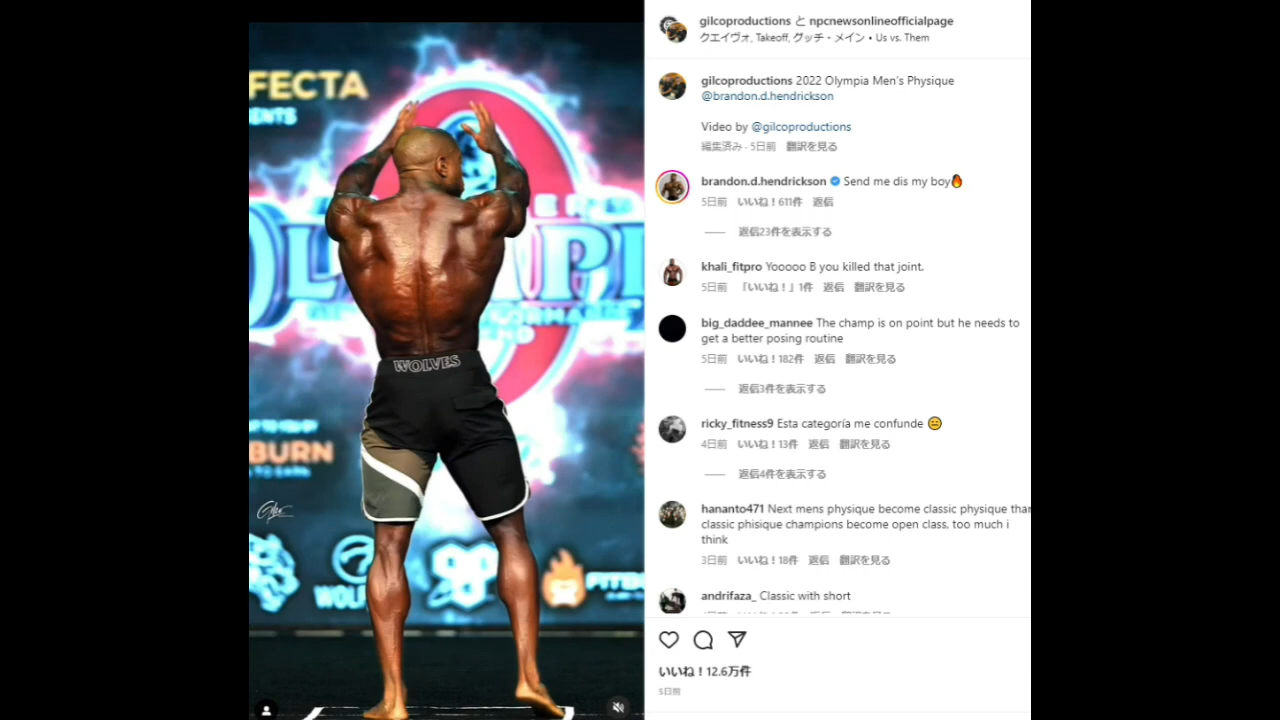 FECTA
ENTS
OLYMPI
WOLVES
BURN
WOLF
FITB
gilcoproductions と npcnewsonlineofficialpage
クエイヴォ, Takeoff, グッチ・メイン • Us vs. Them
gilcoproductions 2022 Olympia Men's Physique
@brandon.d.hendrickson
Video by @gilcoproductions
編集済み · 5日前 翻訳を見る
brandon.d.hendrickson Send me dis my boy🔥
5日前 いいね！611件 返信
返信23件を表示する
khali_fitpro Yooooo B you killed that joint.
5日前 「いいね！」1件 返信 翻訳を見る
big_daddee_mannee The champ is on point but he needs to
get a better posing routine
5日前 いいね！182件 返信 翻訳を見る
返信3件を表示する
ricky_fitness9 Esta categoría me confunde 😑
4日前 いいね！13件 返信 翻訳を見る
返信4件を表示する
hananto471 Next mens physique become classic physique than
classic phisique champions become open class, too much i
think
3日前 いいね！18件 返信 翻訳を見る
andrifaza_ Classic with short
いいね！12.6万件
5日前